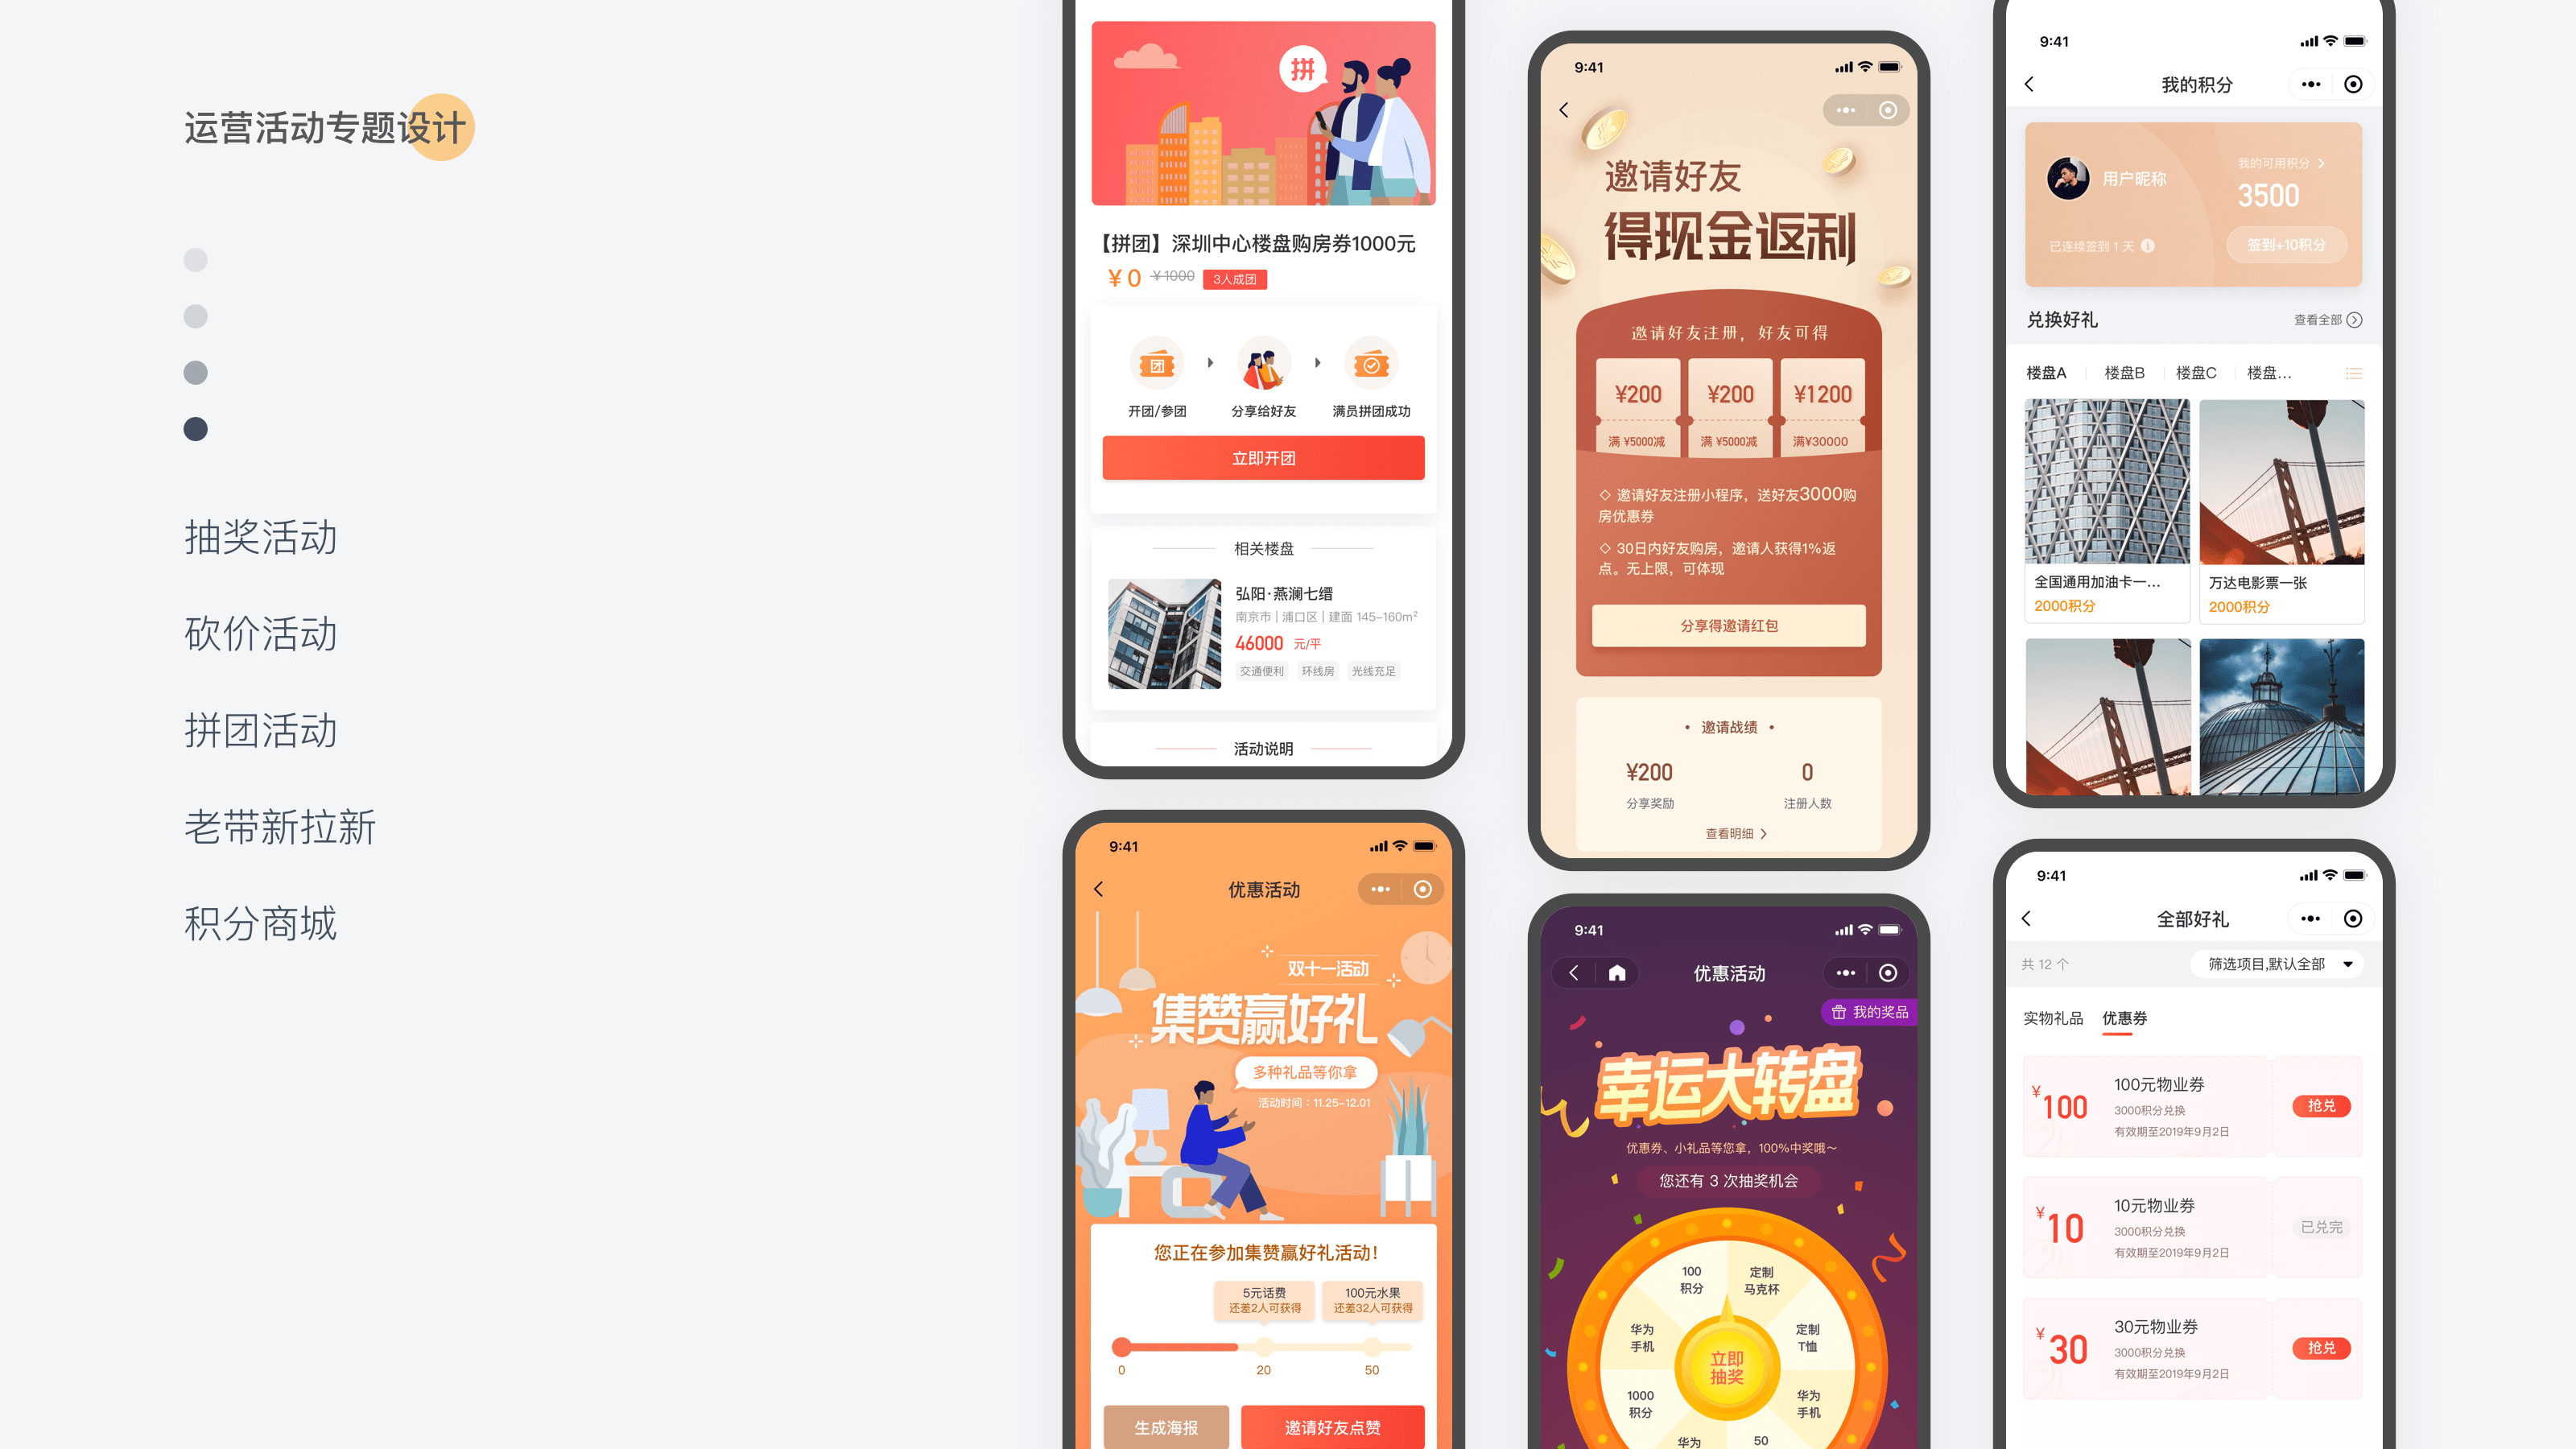 运营活动专题设计
抽奖活动
砍价活动
拼团活动
老带新拉新
积分商城
拼
【拼团】深圳中心楼盘购房券1000元
¥0 ¥1000 3人成团
开团/参团 分享给好友 满员拼团成功
团
立即开团
相关楼盘
弘阳·燕澜七缙
南京市 | 浦口区 | 建面 145-160m²
46000 元/平
交通便利 环线房 光线充足
活动说明
9:41
优惠活动
双十一活动
集赞赢好礼
多种礼品等你拿
活动时间：11.25-12.01
您正在参加集赞赢好礼活动！
5元话费 100元水果
还差2人可获得 还差32人可获得
0 20 50
生成海报 邀请好友点赞
9:41
邀请好友
得现金返利
邀请好友注册，好友可得
¥200 ¥200 ¥1200
满 ¥5000减 满 ¥5000减 满¥30000
◇ 邀请好友注册小程序，送好友3000购
房优惠券
◇ 30日内好友购房，邀请人获得1%返
点。无上限，可体现
分享得邀请红包
• 邀请战绩 •
¥200 0
分享奖励 注册人数
查看明细
9:41
优惠活动
我的奖品
幸运大转盘
优惠券、小礼品等您拿，100%中奖哦～
您还有 3 次抽奖机会
100
积分
定制
马克杯
华为
手机
定制
T恤
立即
抽奖
1000
积分
华为
手机
华为
50
9:41
我的积分
用户昵称
我的可用积分
3500
已连续签到 1 天
签到+10积分
兑换好礼 查看全部
楼盘A 楼盘B 楼盘C 楼盘...
全国通用加油卡一... 万达电影票一张
2000积分 2000积分
9:41
全部好礼
共 12 个 筛选项目,默认全部
实物礼品 优惠券
¥100
100元物业券
3000积分兑换
有效期至2019年9月2日
抢兑
¥10
10元物业券
3000积分兑换
有效期至2019年9月2日
已兑完
¥30
30元物业券
3000积分兑换
有效期至2019年9月2日
抢兑